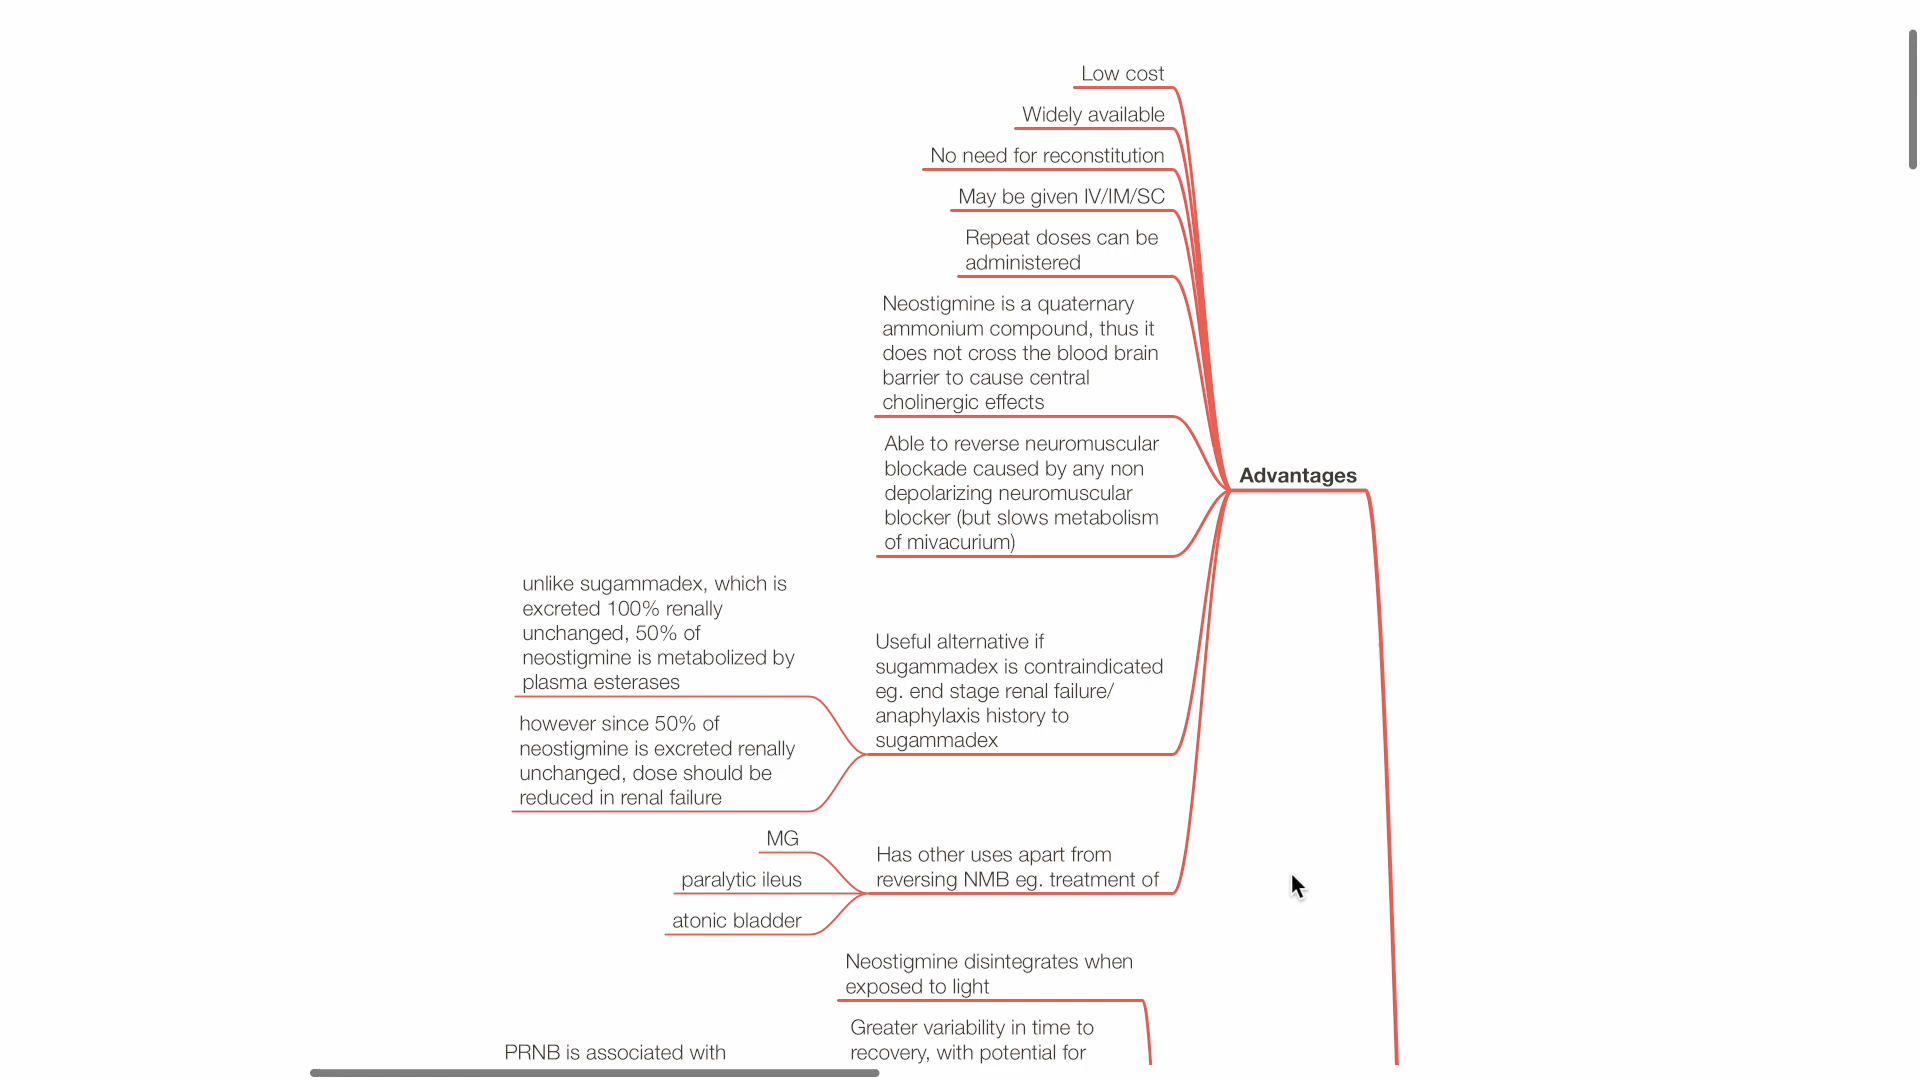 Low cost
Widely available
No need for reconstitution
May be given IV/IM/SC
Repeat doses can be
administered
Neostigmine is a quaternary
ammonium compound, thus it
does not cross the blood brain
barrier to cause central
cholinergic effects
Able to reverse neuromuscular
blockade caused by any non
depolarizing neuromuscular
blocker (but slows metabolism
of mivacurium)
Advantages
unlike sugammadex, which is
excreted 100% renally
unchanged, 50% of
neostigmine is metabolized by
plasma esterases
however since 50% of
neostigmine is excreted renally
unchanged, dose should be
reduced in renal failure
Useful alternative if
sugammadex is contraindicated
eg. end stage renal failure/
anaphylaxis history to
sugammadex
MG
paralytic ileus
atonic bladder
Has other uses apart from
reversing NMB eg. treatment of
Neostigmine disintegrates when
exposed to light
Greater variability in time to
recovery, with potential for
PRNB is associated with